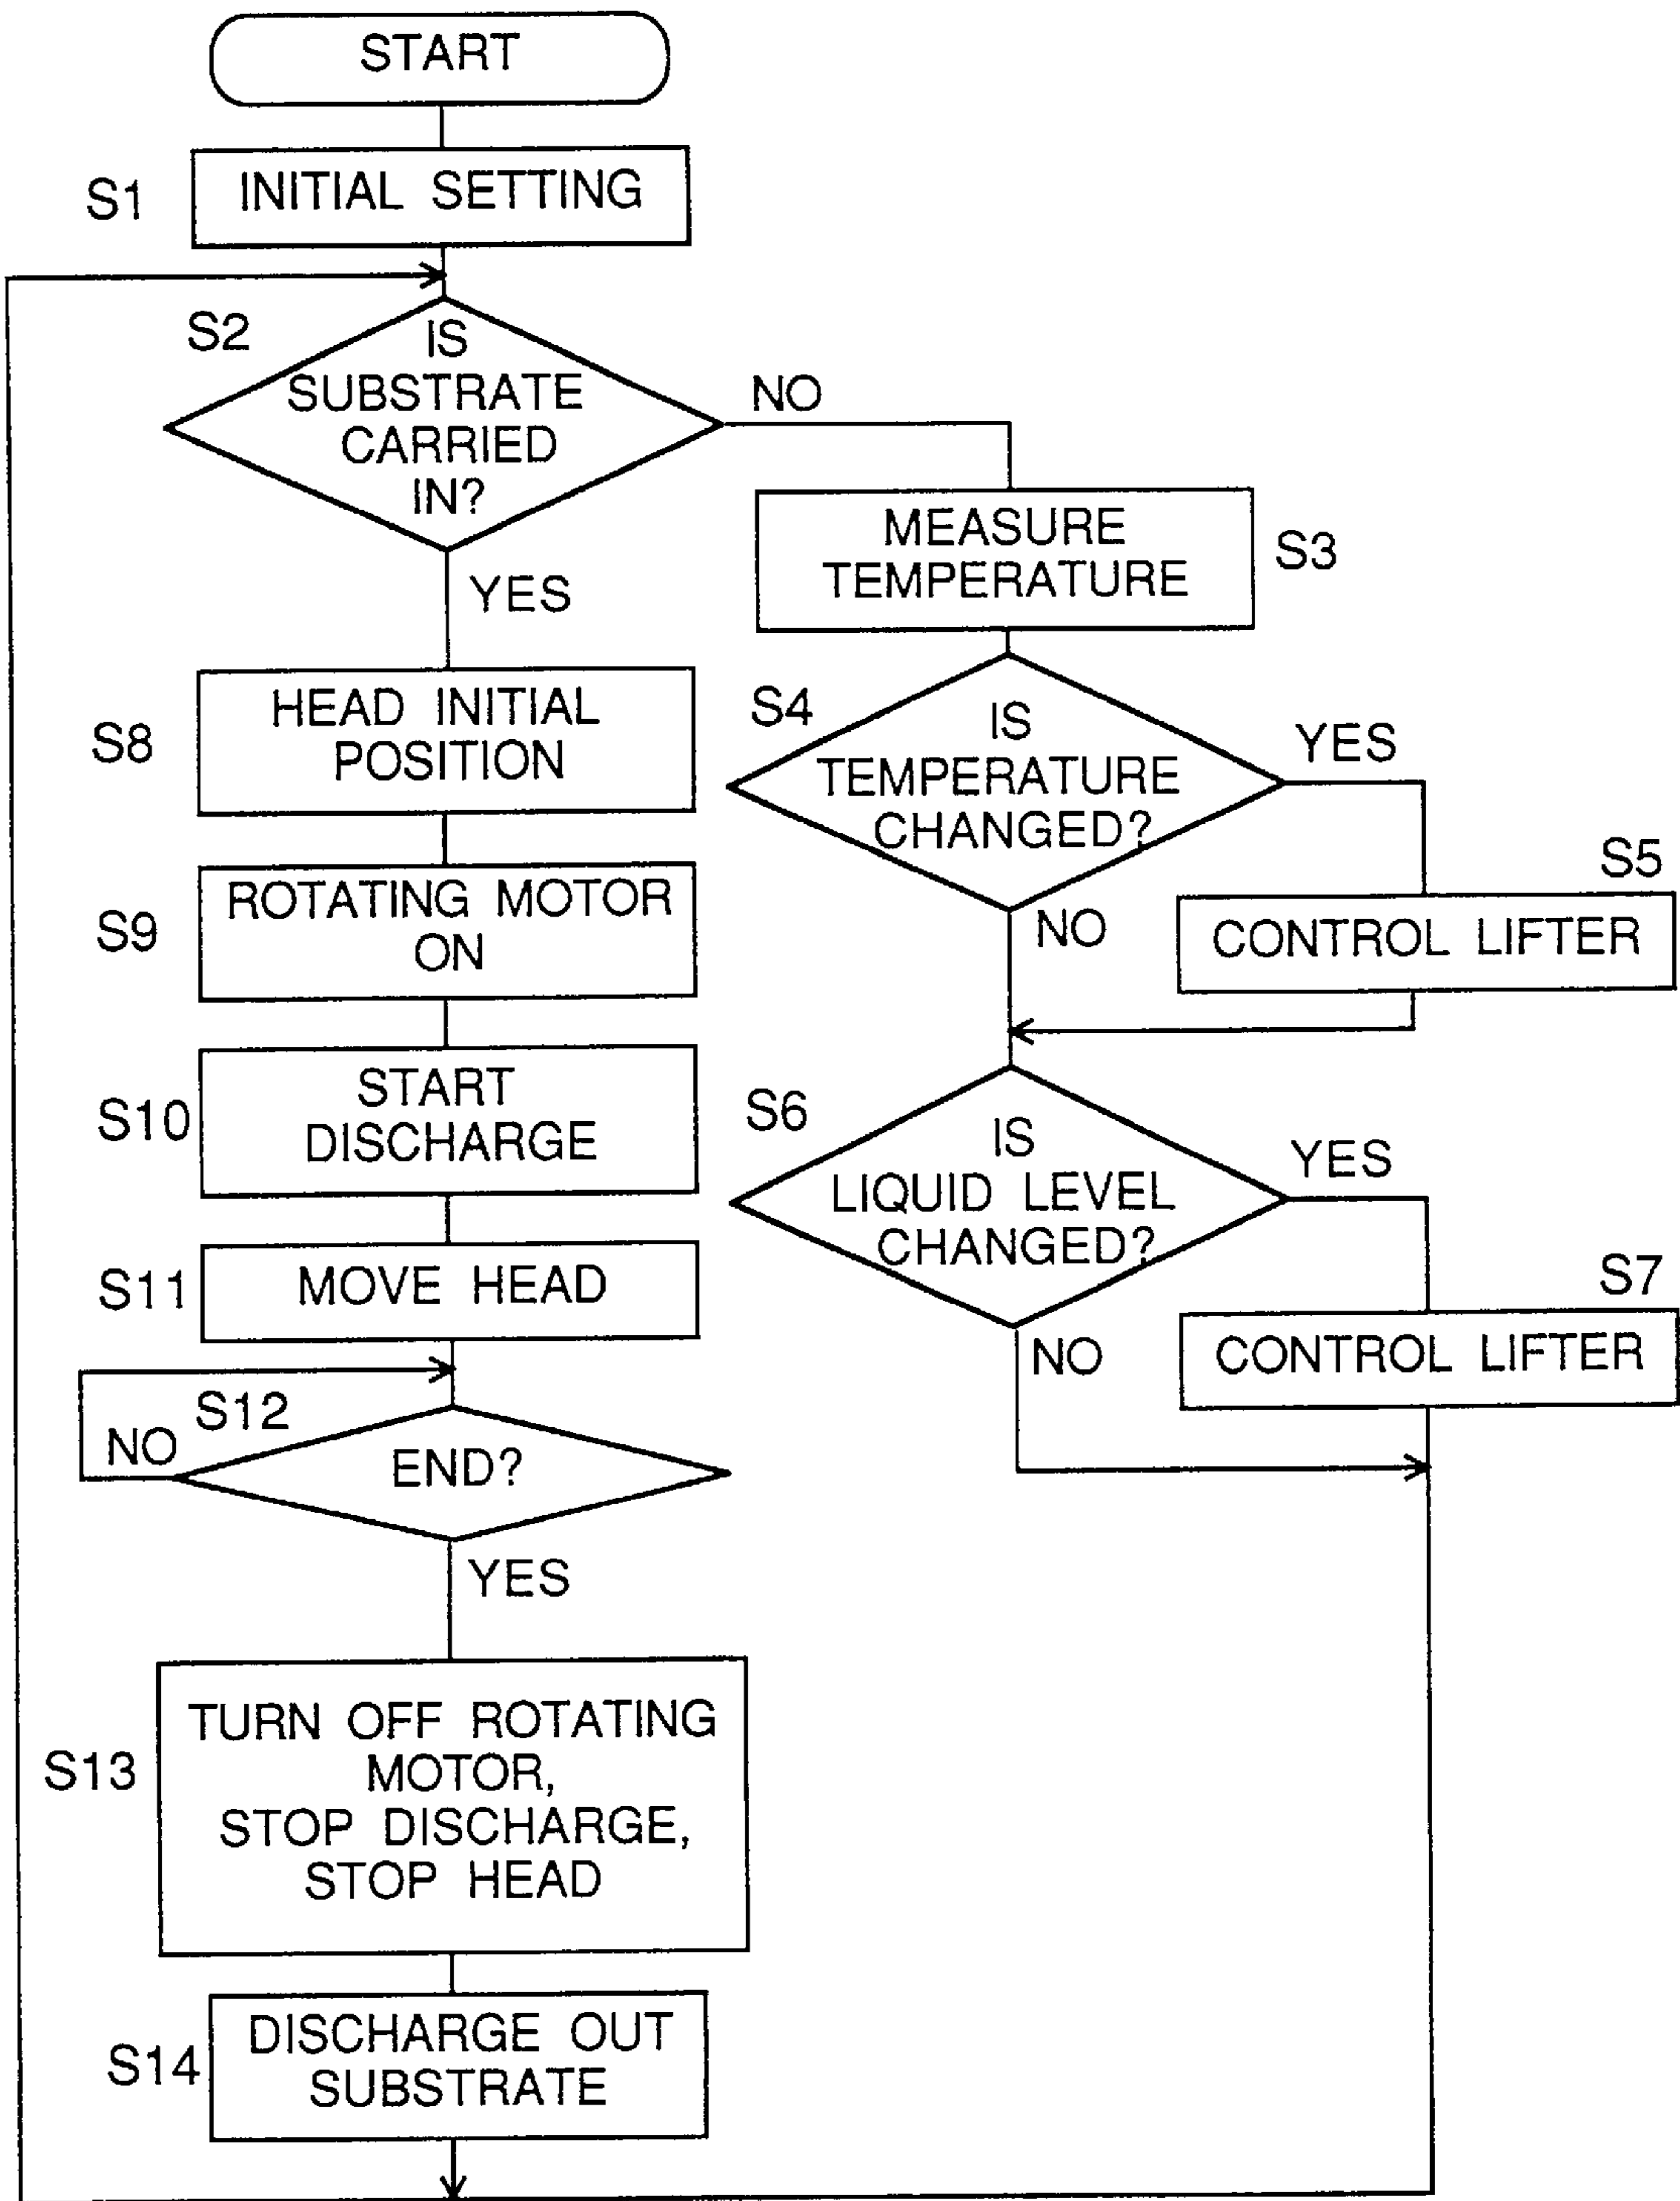 START
S1
INITIAL SETTING
S2
IS
SUBSTRATE
CARRIED
IN?
NO
YES
MEASURE
TEMPERATURE
S3
S4
IS
TEMPERATURE
CHANGED?
YES
NO
S5
CONTROL LIFTER
S6
IS
LIQUID LEVEL
CHANGED?
YES
NO
S7
CONTROL LIFTER
S8
HEAD INITIAL
POSITION
S9
ROTATING MOTOR
ON
S10
START
DISCHARGE
S11
MOVE HEAD
S12
NO
END?
YES
S13
TURN OFF ROTATING
MOTOR,
STOP DISCHARGE,
STOP HEAD
S14
DISCHARGE OUT
SUBSTRATE